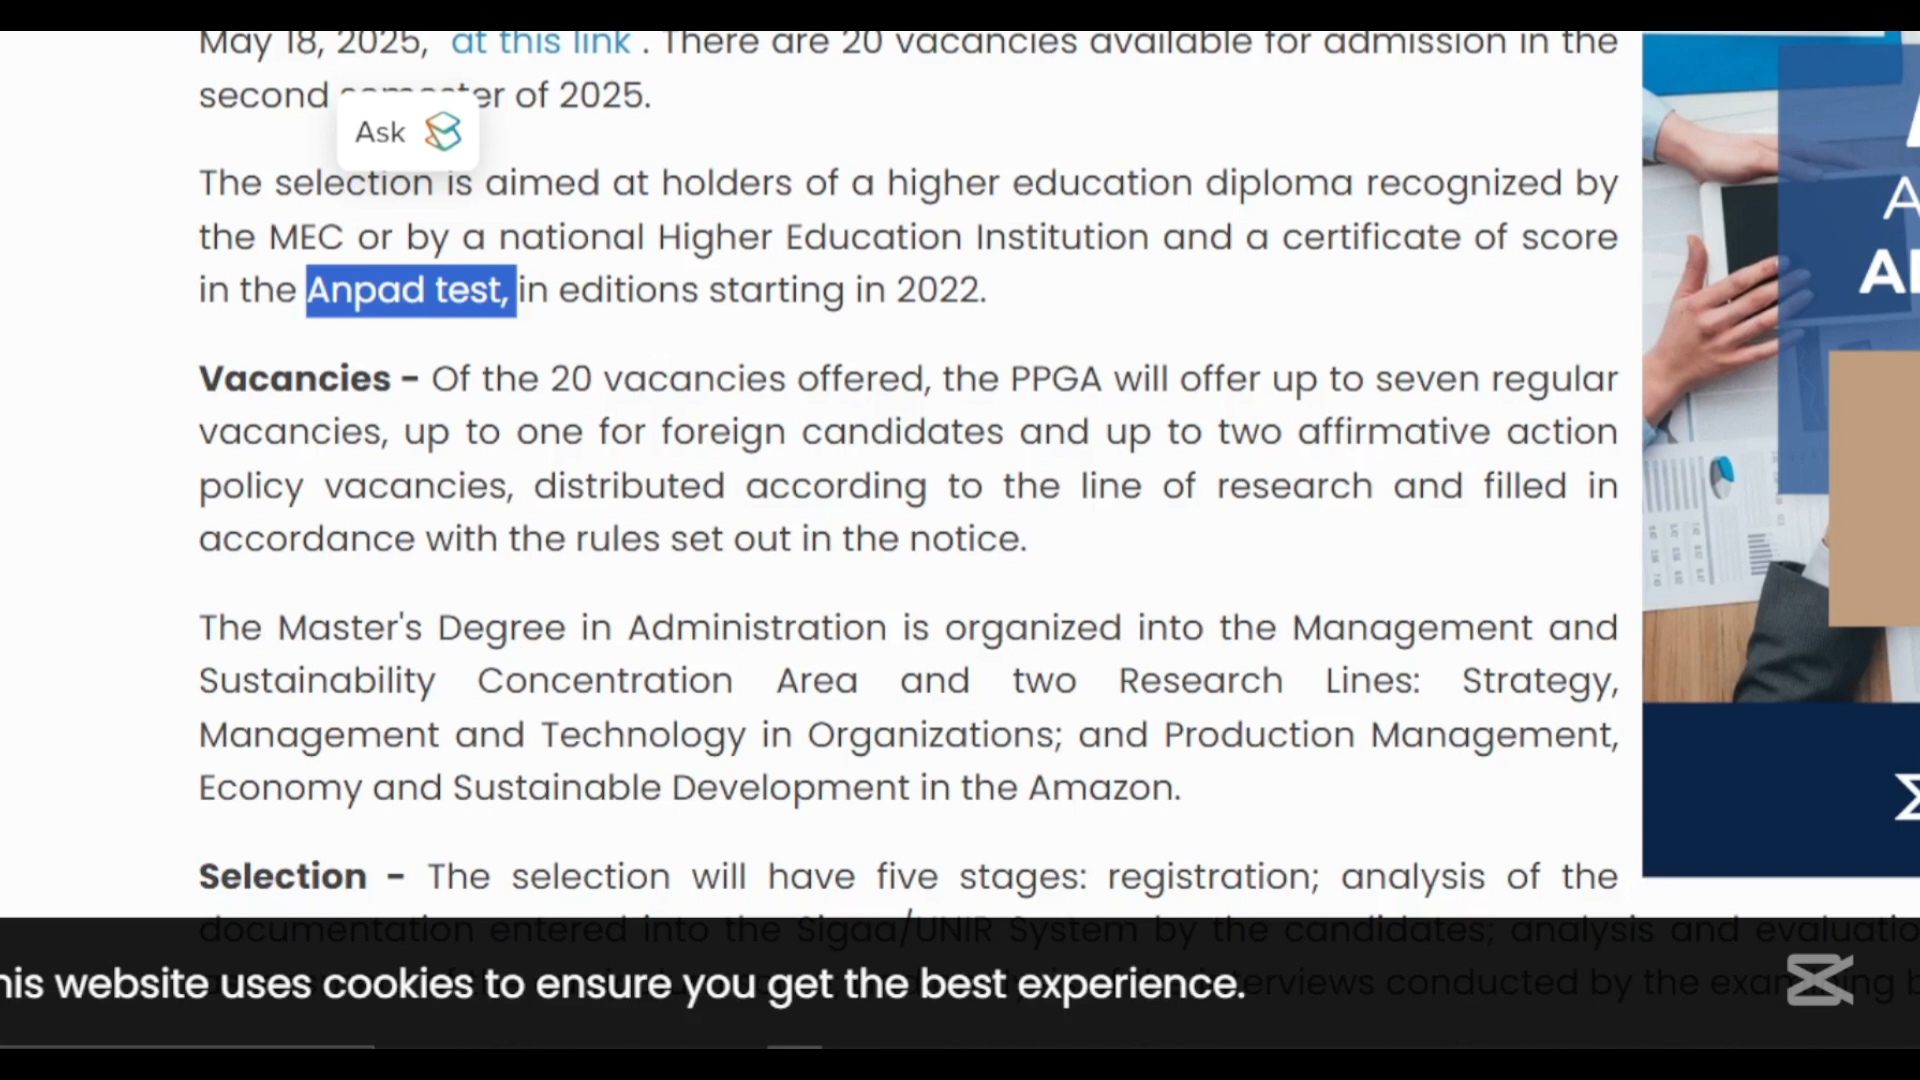 May 18, 2025, at this link . There are 20 vacancies available for admission in the
second semester of 2025.
Ask
The selection is aimed at holders of a higher education diploma recognized by
the MEC or by a national Higher Education Institution and a certificate of score
in the Anpad test, in editions starting in 2022.
Vacancies - Of the 20 vacancies offered, the PPGA will offer up to seven regular
vacancies, up to one for foreign candidates and up to two affirmative action
policy vacancies, distributed according to the line of research and filled in
accordance with the rules set out in the notice.
The Master's Degree in Administration is organized into the Management and
Sustainability Concentration Area and two Research Lines: Strategy,
Management and Technology in Organizations; and Production Management,
Economy and Sustainable Development in the Amazon.
Selection - The selection will have five stages: registration; analysis of the
documentation entered into the Sigaa/UNIR System by the candidates; analysis and evaluatio
his website uses cookies to ensure you get the best experience.
erviews conducted by the